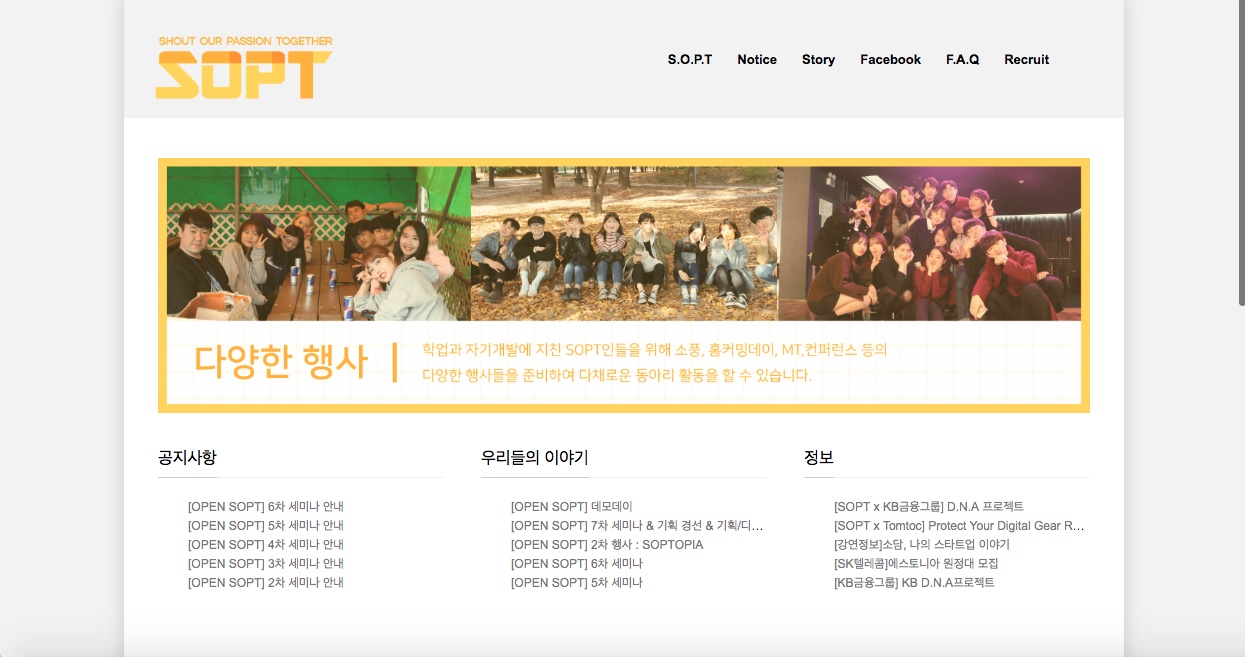 SHOUT OUR PASSION TOGETHER
SOPT
S.O.P.T Notice Story Facebook F.A.Q Recruit
다양한 행사 | 학업과 자기개발에 지친 SOPT인들을 위해 소풍, 홈커밍데이, MT,컨퍼런스 등의
다양한 행사들을 준비하여 다채로운 동아리 활동을 할 수 있습니다.
공지사항
[OPEN SOPT] 6차 세미나 안내
[OPEN SOPT] 5차 세미나 안내
[OPEN SOPT] 4차 세미나 안내
[OPEN SOPT] 3차 세미나 안내
[OPEN SOPT] 2차 세미나 안내
우리들의 이야기
[OPEN SOPT] 데모데이
[OPEN SOPT] 7차 세미나 & 기획 경선 & 기획/디...
[OPEN SOPT] 2차 행사 : SOPTOPIA
[OPEN SOPT] 6차 세미나
[OPEN SOPT] 5차 세미나
정보
[SOPT x KB금융그룹] D.N.A 프로젝트
[SOPT x Tomtoc] Protect Your Digital Gear R...
[강연정보]소담, 나의 스타트업 이야기
[SK텔레콤]에스토니아 원정대 모집
[KB금융그룹] KB D.N.A프로젝트